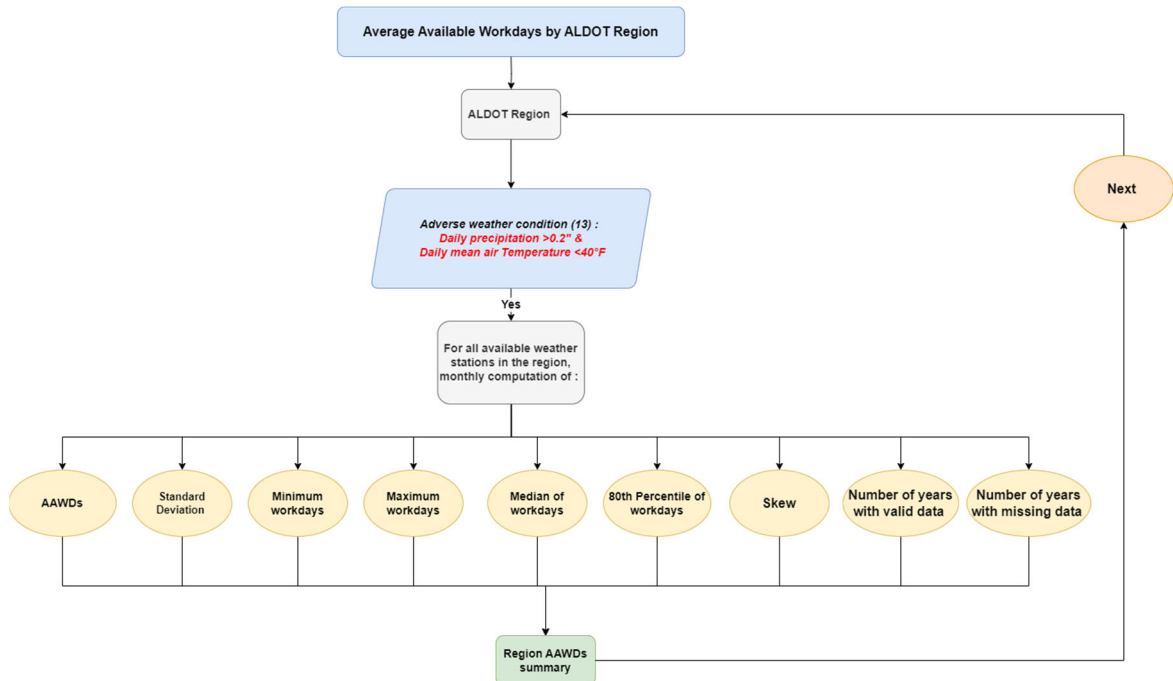 Average Available Workdays by ALDOT Region
ALDOT Region
Next
Adverse weather condition (13) :
Daily precipitation >0.2" &
Daily mean air Temperature <40°F
Yes
For all available weather
stations in the region,
monthly computation of :
AAWDs
Standard
Deviation
Minimum
workdays
Maximum
workdays
Median of
workdays
80th Percentile of
workdays
Skew
Number of years
with valid data
Number of years
with missing data
Region AAWDs
summary